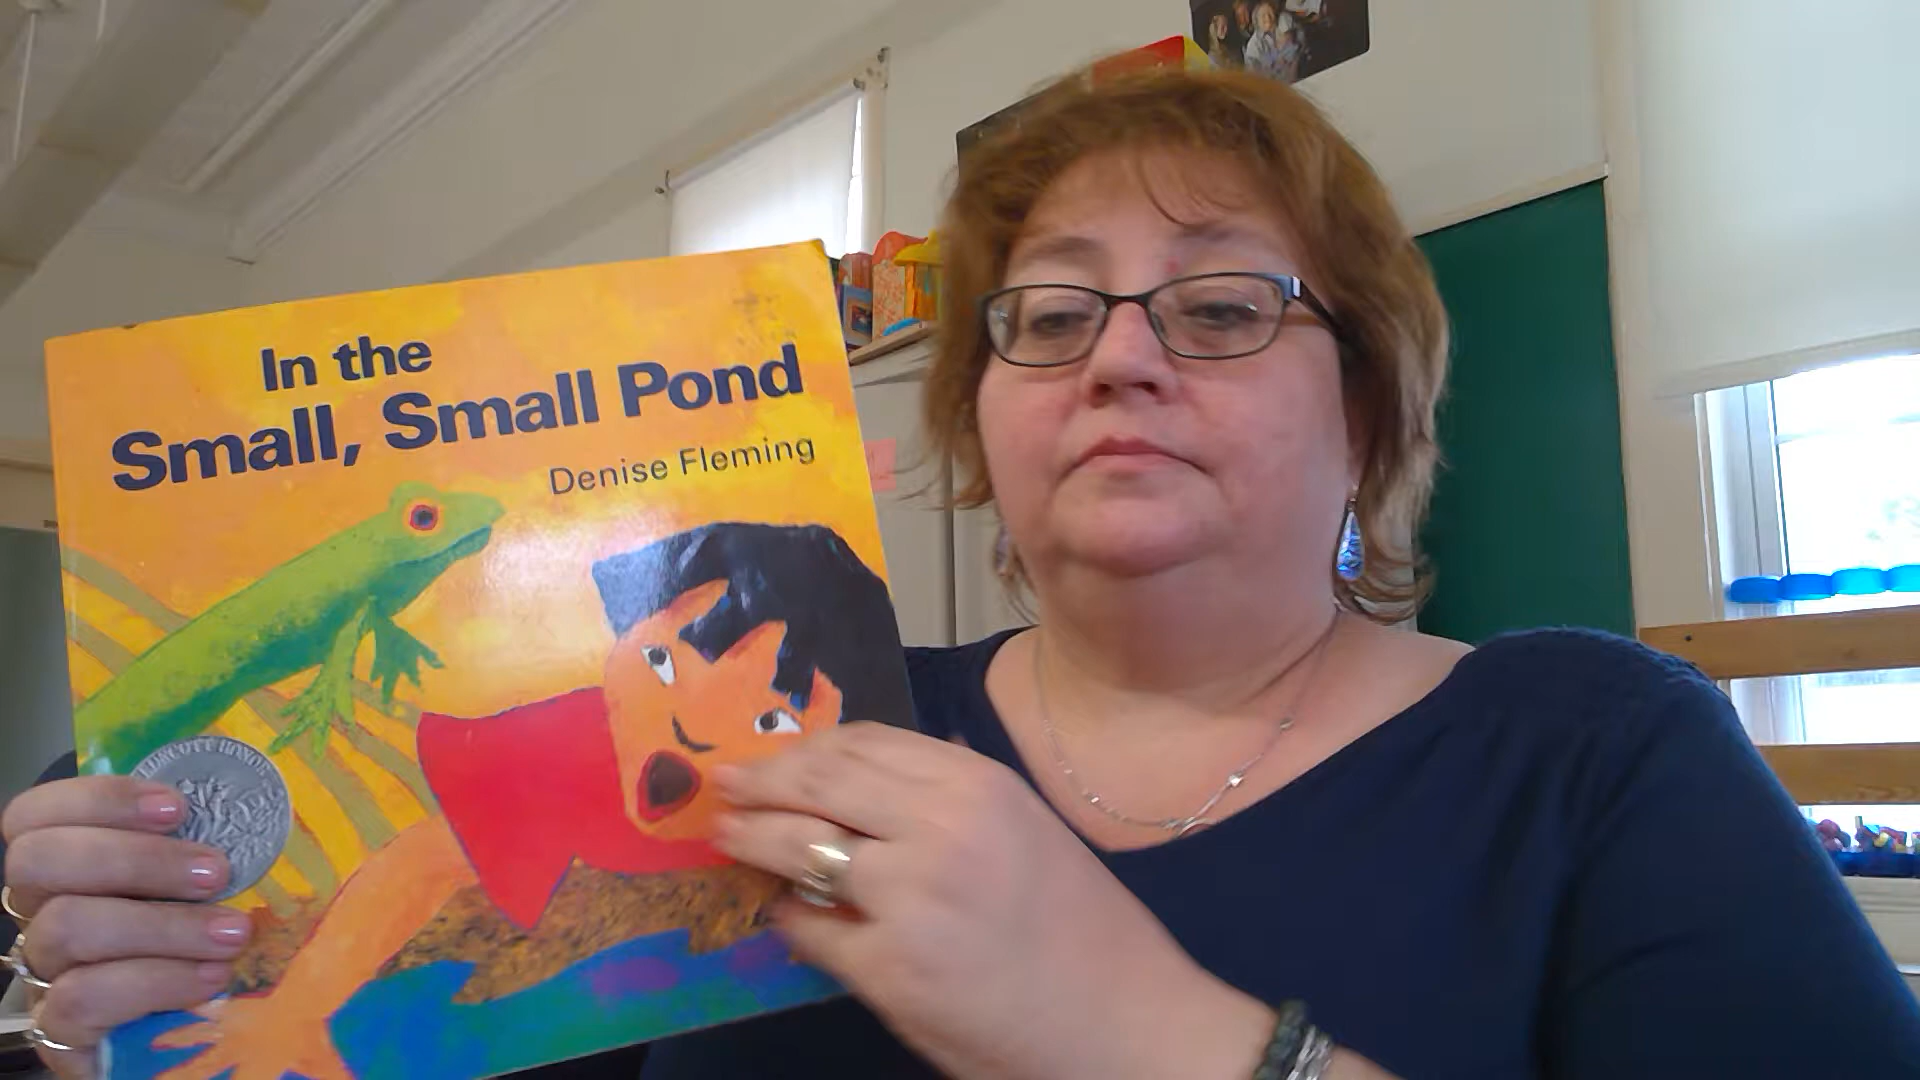 In the
Small, Small Pond
Denise Fleming